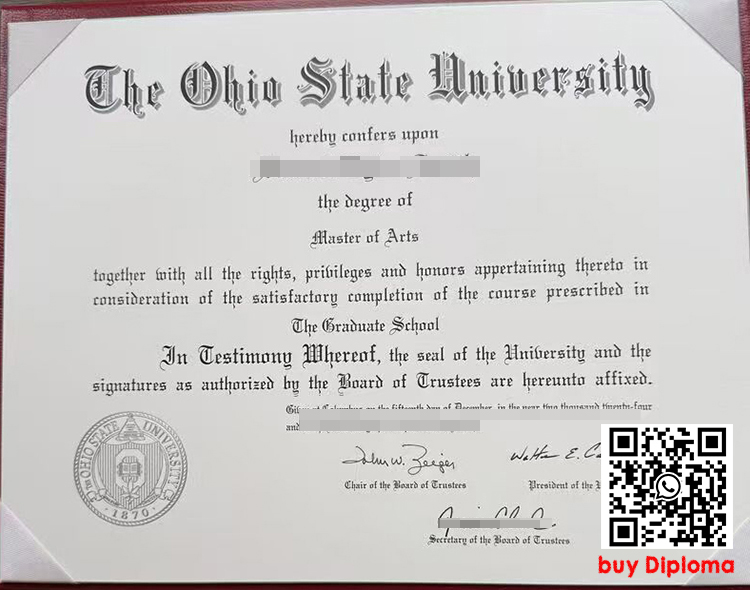 The Ohio State University
hereby confers upon
the degree of
Master of Arts
together with all the rights, privileges and honors appertaining thereto in
consideration of the satisfactory completion of the course prescribed in
The Graduate School
In Testimony Whereof, the seal of the University and the
signatures as authorized by the Board of Trustees are hereunto affixed.
at Columbus on the fifteenth day of December, in the year two thousand twenty-four
and
THE OHIO STATE UNIVERSITY
1870
John W. Zeiger
Walter E.
Chair of the Board of Trustees
President of the
Secretary of the Board of Trustees
buy Diploma